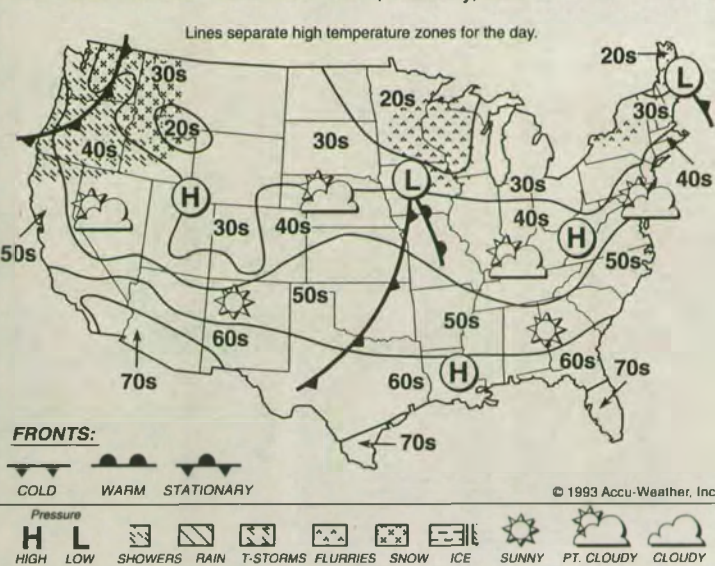 Lines separate high temperature zones for the day.
20s
L
30s
20s
30s
20s
30s
40s
L
30s
40s
H
30s
40s
40s
H
50s
50s
50s
50s
60s
60s
H
60s
70s
70s
70s
FRONTS:
COLD WARM STATIONARY
© 1993 Accu-Weather, Inc
Pressure
H L
HIGH LOW SHOWERS RAIN T-STORMS FLURRIES SNOW ICE SUNNY PT. CLOUDY CLOUDY